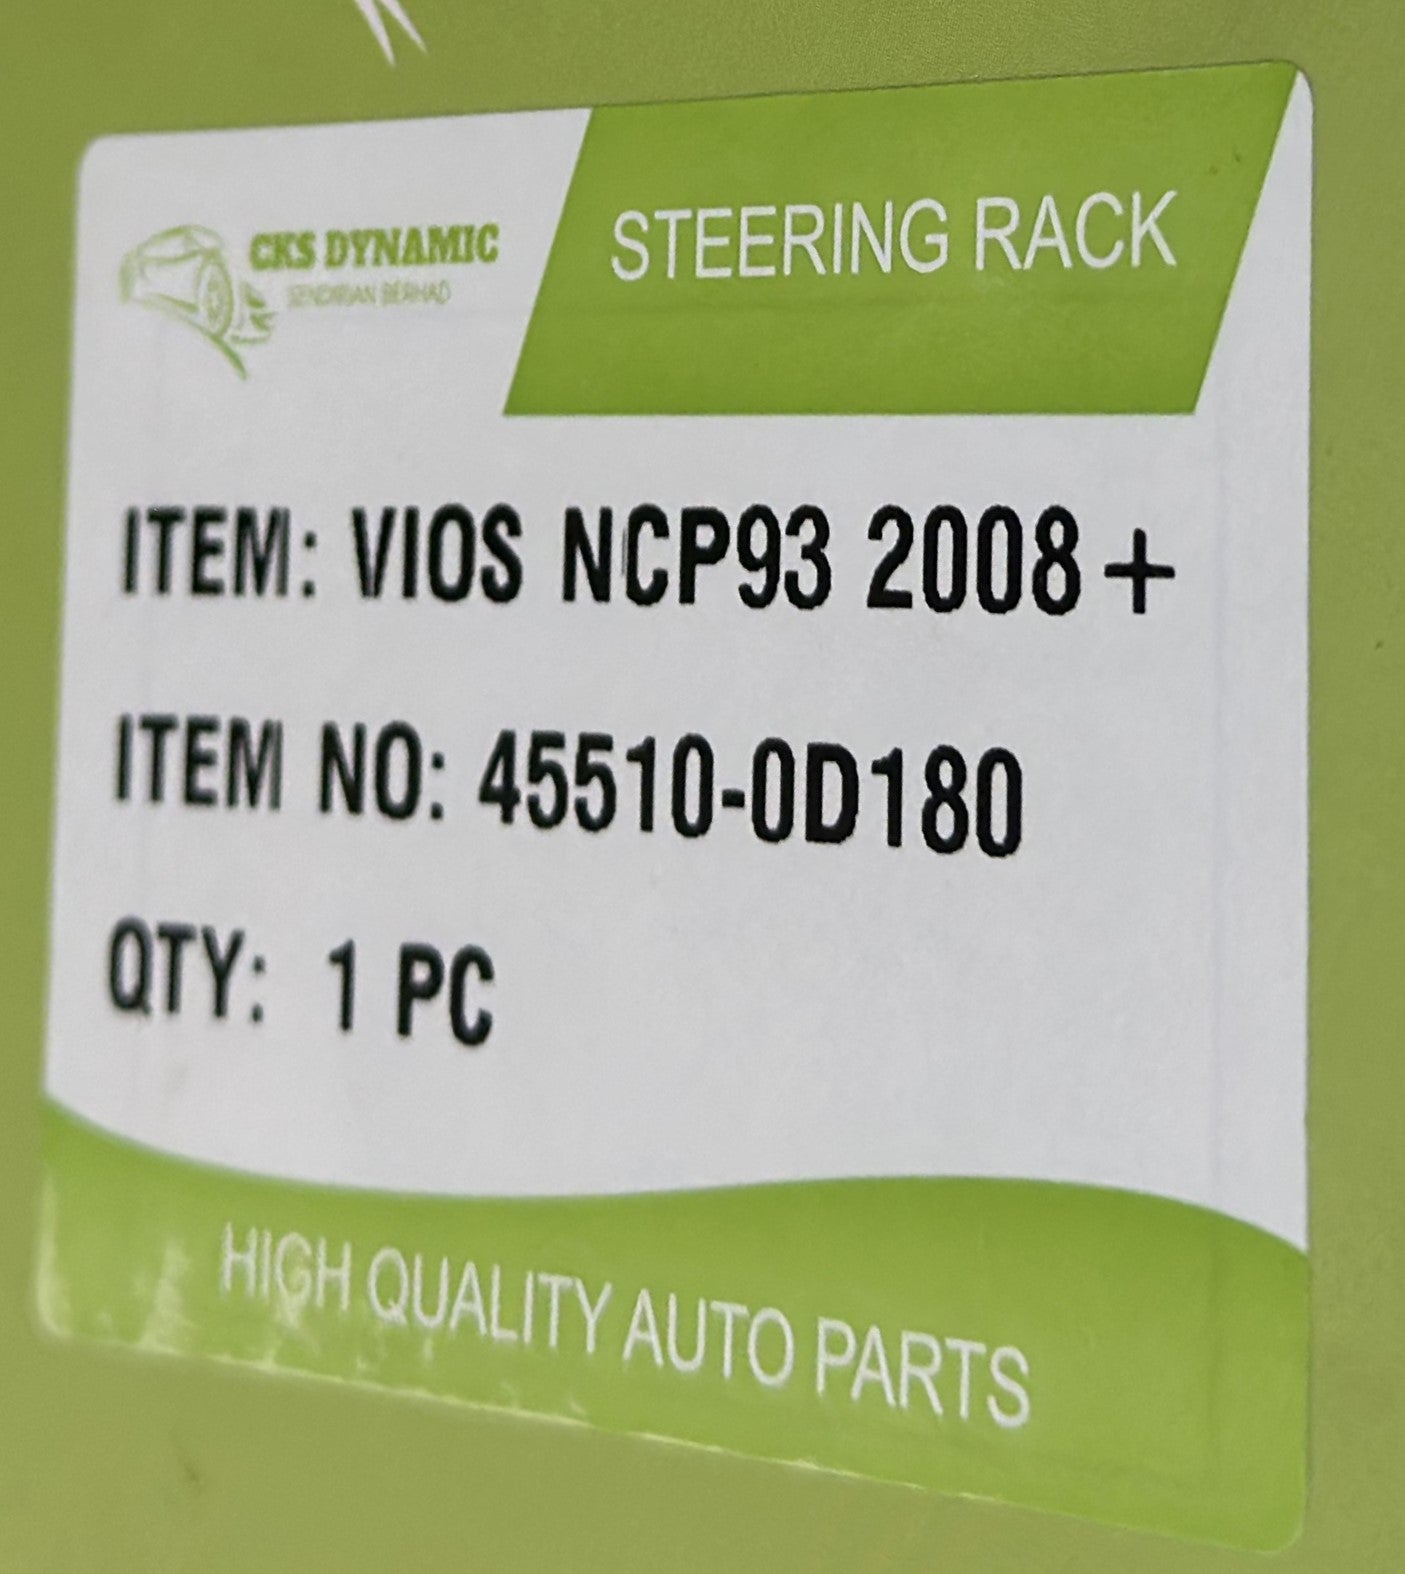 CKS DYNAMIC
SENDIRIAN BERHAD
STEERING RACK
ITEM: VIOS NCP93 2008+
ITEM NO: 45510-0D180
QTY: 1 PC
HIGH QUALITY AUTO PARTS